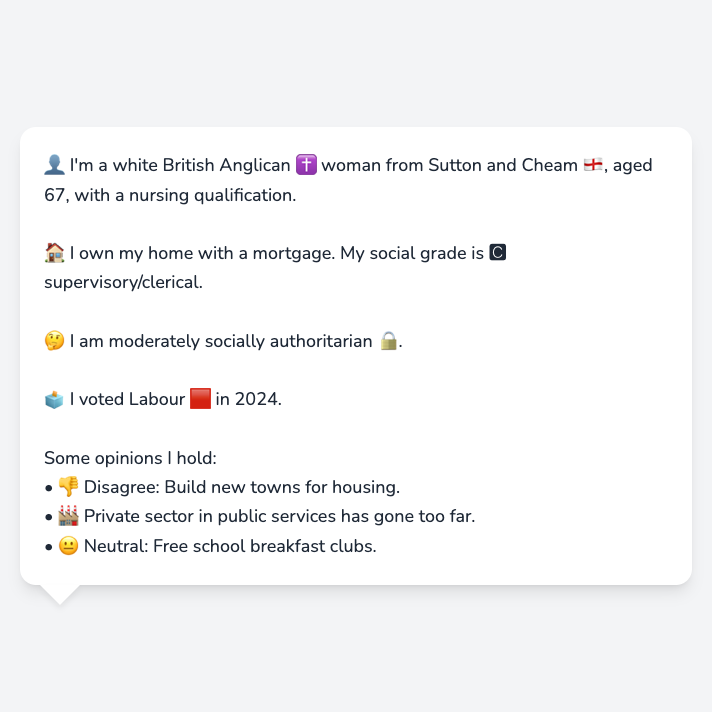 👤 I'm a white British Anglican ✝️ woman from Sutton and Cheam 🏴󠁧󠁢󠁥󠁮󠁧󠁿, aged
67, with a nursing qualification.
🏠 I own my home with a mortgage. My social grade is 🅲
supervisory/clerical.
🤔 I am moderately socially authoritarian 🔒.
🗳️ I voted Labour 🟥 in 2024.
Some opinions I hold:
• 👎 Disagree: Build new towns for housing.
• 🏭 Private sector in public services has gone too far.
• 😐 Neutral: Free school breakfast clubs.